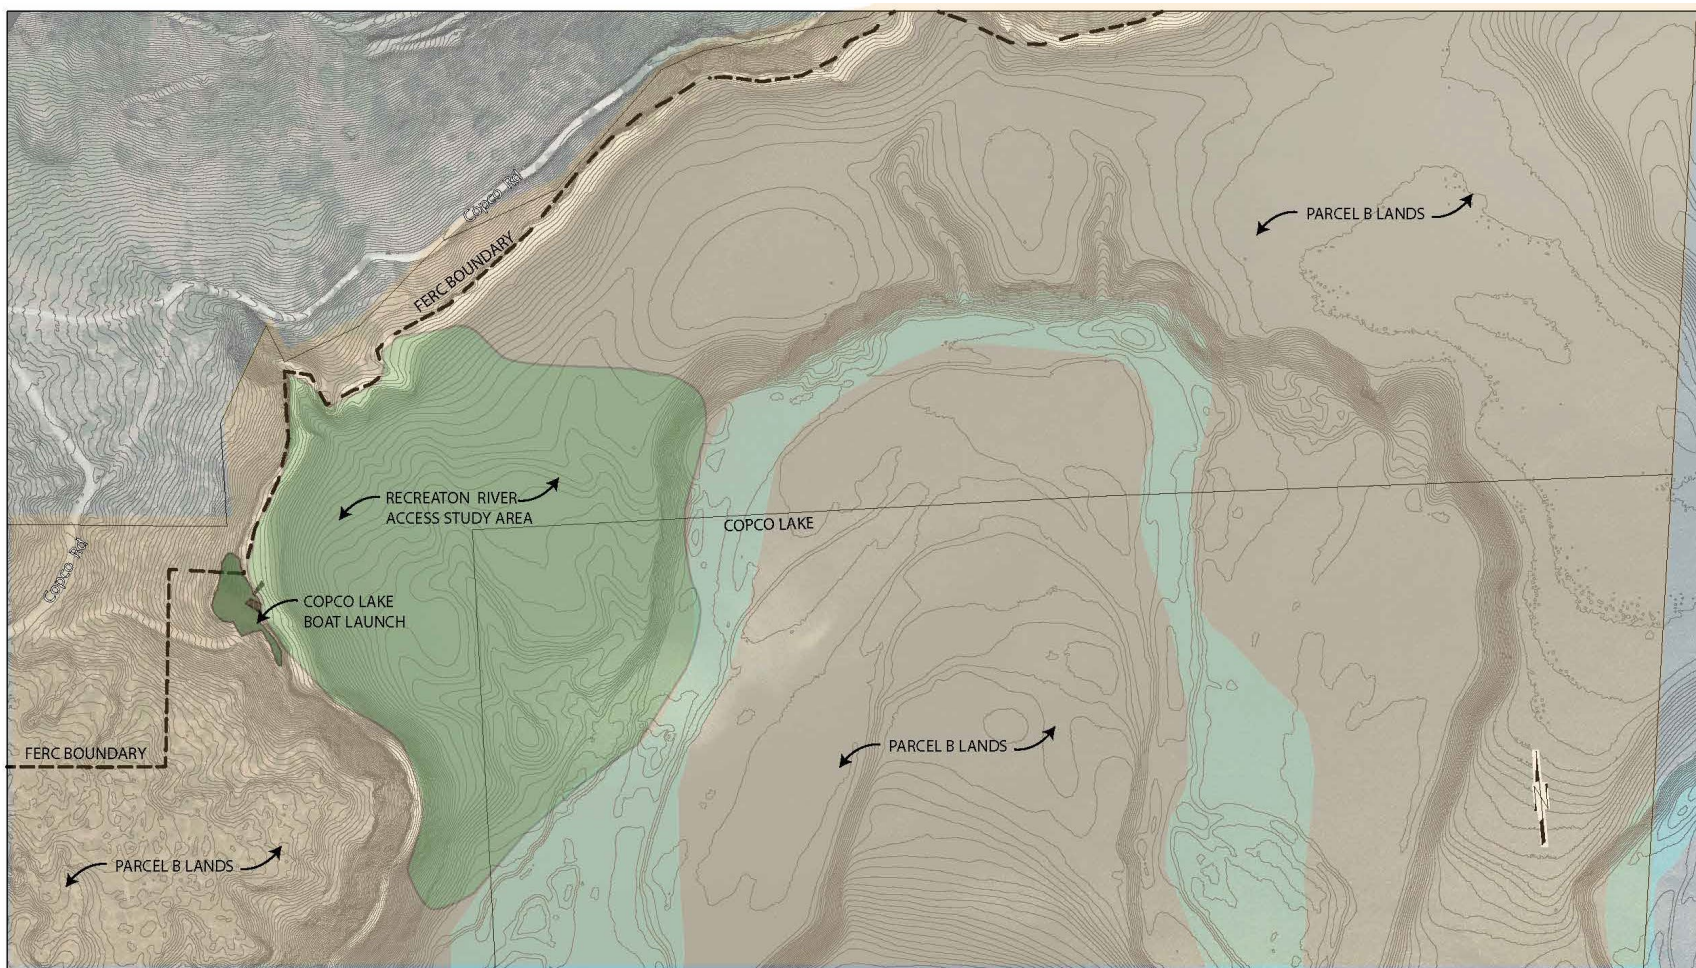 Copco Rd
PARCEL B LANDS
FERC BOUNDARY
RECREATON RIVER
ACCESS STUDY AREA
COPCO LAKE
Copco Rd
COPCO LAKE
BOAT LAUNCH
FERC BOUNDARY
PARCEL B LANDS
PARCEL B LANDS
N